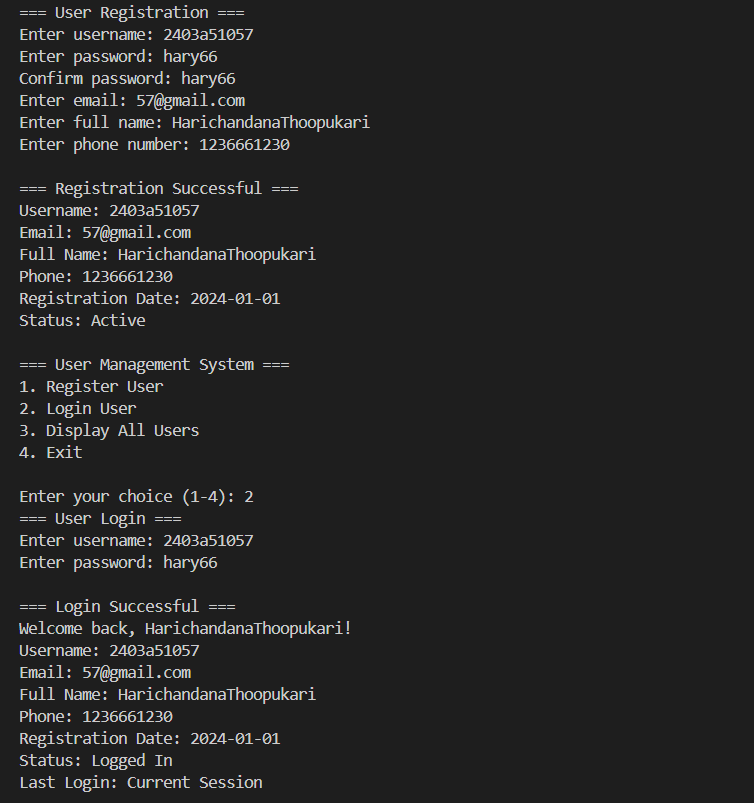 === User Registration ===
Enter username: 2403a51057
Enter password: hary66
Confirm password: hary66
Enter email: 57@gmail.com
Enter full name: HarichandanaThoopukari
Enter phone number: 1236661230
=== Registration Successful ===
Username: 2403a51057
Email: 57@gmail.com
Full Name: HarichandanaThoopukari
Phone: 1236661230
Registration Date: 2024-01-01
Status: Active
=== User Management System ===
1. Register User
2. Login User
3. Display All Users
4. Exit
Enter your choice (1-4): 2
=== User Login ===
Enter username: 2403a51057
Enter password: hary66
=== Login Successful ===
Welcome back, HarichandanaThoopukari!
Username: 2403a51057
Email: 57@gmail.com
Full Name: HarichandanaThoopukari
Phone: 1236661230
Registration Date: 2024-01-01
Status: Logged In
Last Login: Current Session